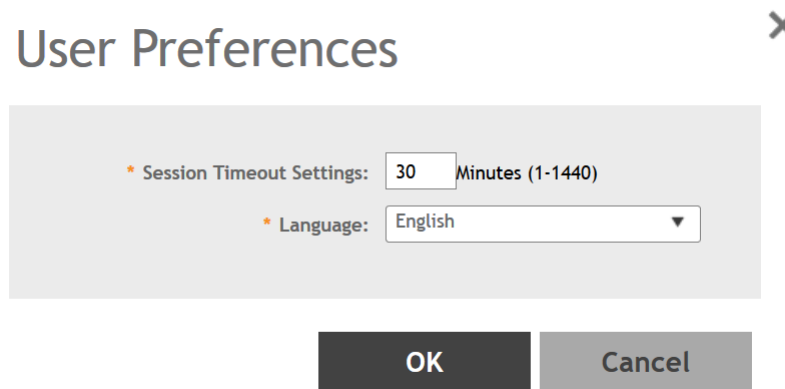 User Preferences
* Session Timeout Settings: 30 Minutes (1-1440)
* Language: English
OK Cancel